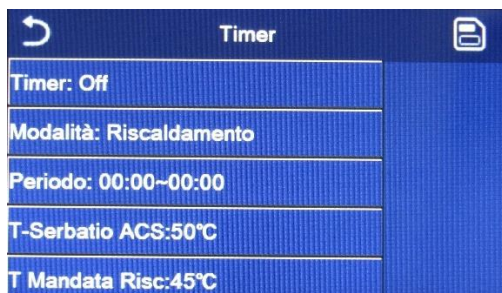 Timer
Timer: Off
Modalità: Riscaldamento
Periodo: 00:00~00:00
T-Serbatio ACS:50℃
T Mandata Risc:45℃